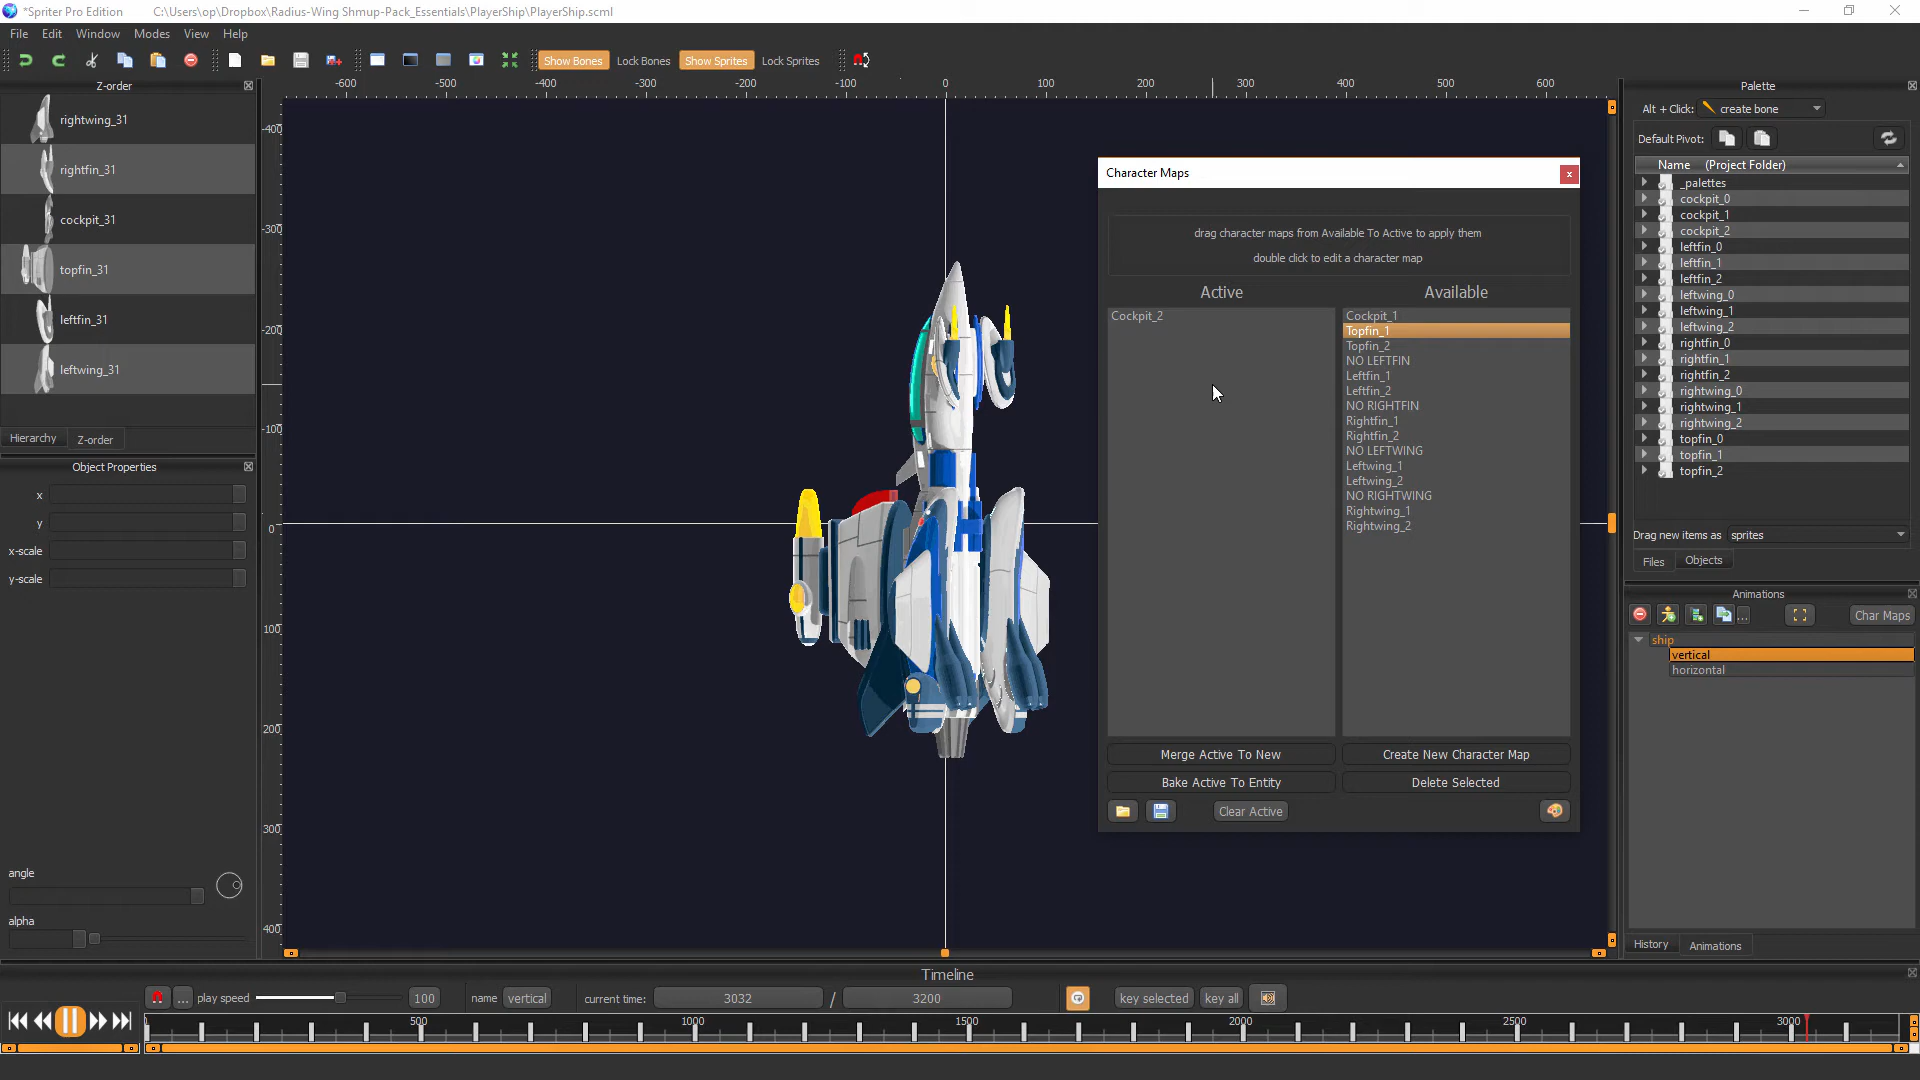 *Spriter Pro Edition C:\Users\op\Dropbox\Radius-Wing Shmup-Pack_Essentials\PlayerShip\PlayerShip.scml
File Edit Window Modes View Help
Show Bones Lock Bones Show Sprites Lock Sprites
Z-order
rightwing_31
rightfin_31
cockpit_31
topfin_31
leftfin_31
leftwing_31
Hierarchy Z-order
Object Properties
x
y
x-scale
y-scale
angle
alpha
-600 -500 -400 -300 -200 -100 0 100 200 300 400 500 600
-400
-300
-200
-100
0
100
200
300
400
Character Maps
drag character maps from Available To Active to apply them
double click to edit a character map
Active Available
Cockpit_2
Cockpit_1
Topfin_1
Topfin_2
NO LEFTFIN
Leftfin_1
Leftfin_2
NO RIGHTFIN
Rightfin_1
Rightfin_2
NO LEFTWING
Leftwing_1
Leftwing_2
NO RIGHTWING
Rightwing_1
Rightwing_2
Merge Active To New Create New Character Map
Bake Active To Entity Delete Selected
Clear Active
Palette
Alt + Click: create bone
Default Pivot:
Name (Project Folder)
_palettes
cockpit_0
cockpit_1
cockpit_2
leftfin_0
leftfin_1
leftfin_2
leftwing_0
leftwing_1
leftwing_2
rightfin_0
rightfin_1
rightfin_2
rightwing_0
rightwing_1
rightwing_2
topfin_0
topfin_1
topfin_2
Drag new items as sprites
Files Objects
Animations
... Char Maps
ship
vertical
horizontal
History Animations
Timeline
... play speed 100 name vertical current time: 3032 / 3200 key selected key all
500 1000 1500 2000 2500 3000